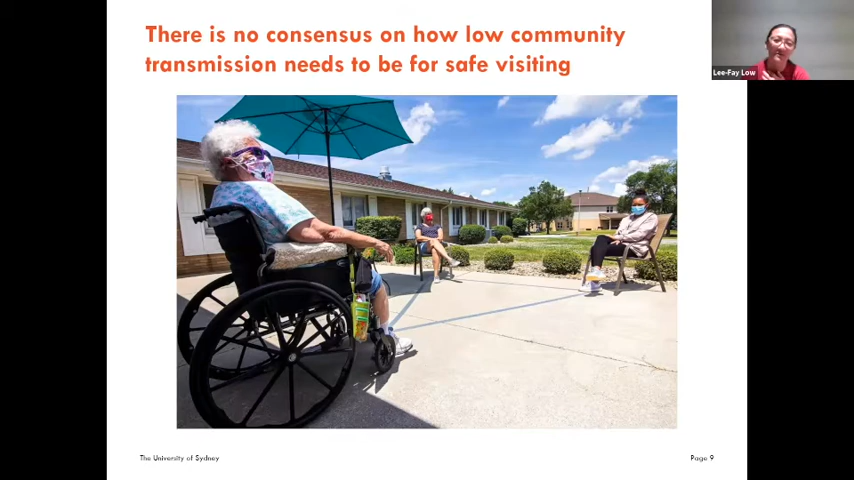 There is no consensus on how low community
transmission needs to be for safe visiting
Lee-Fay Low
The University of Sydney
Page 9